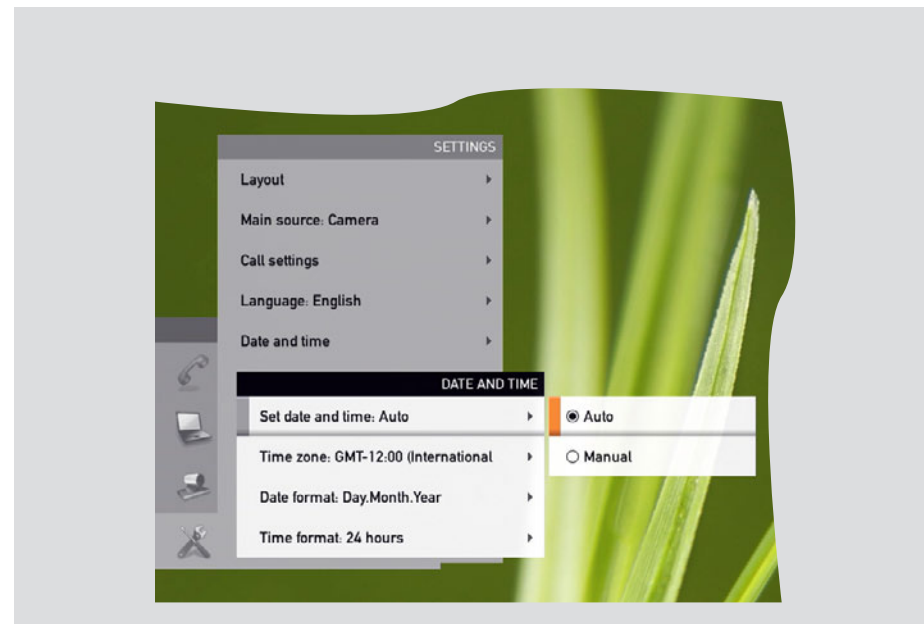 SETTINGS
Layout
Main source: Camera
Call settings
Language: English
Date and time
DATE AND TIME
Set date and time: Auto
Auto
Time zone: GMT-12:00 (International
Manual
Date format: Day.Month.Year
Time format: 24 hours